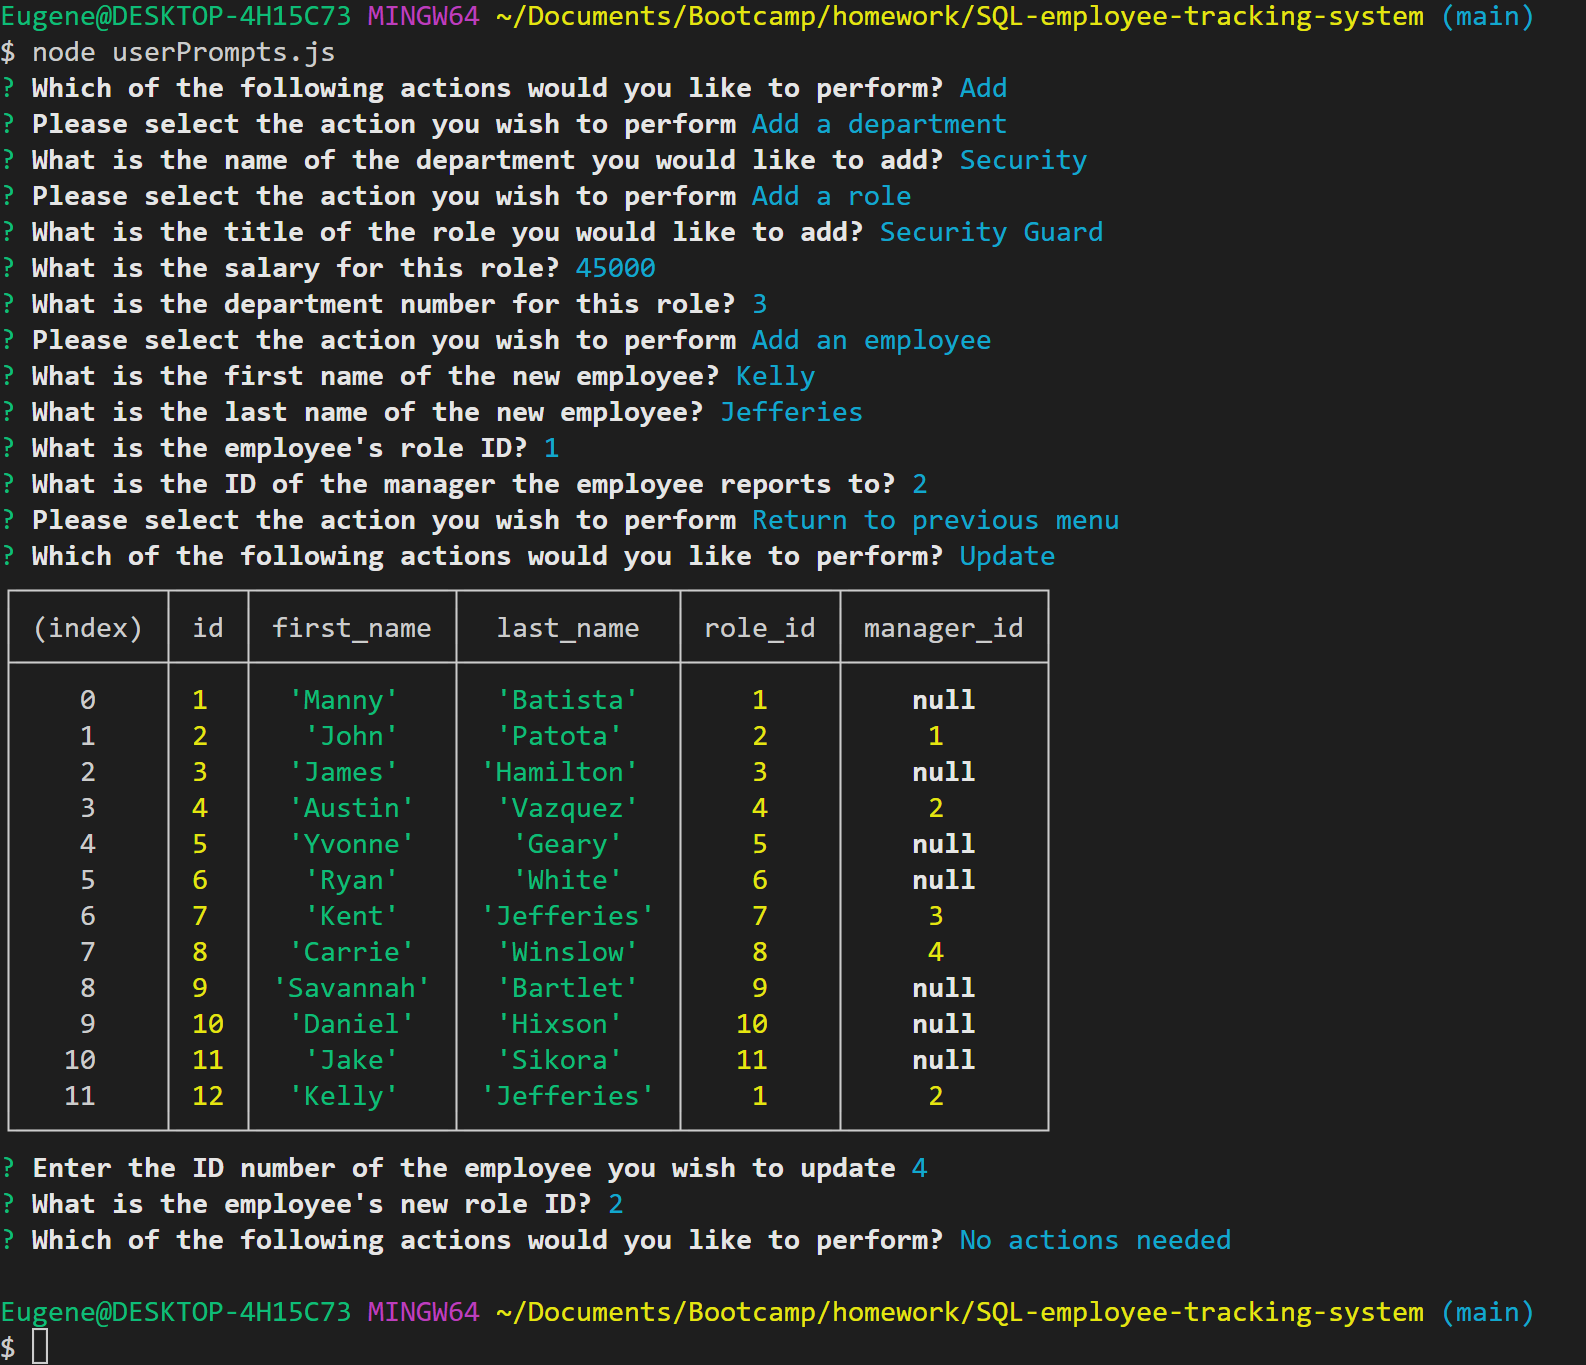 Eugene@DESKTOP-4H15C73 MINGW64 ~/Documents/Bootcamp/homework/SQL-employee-tracking-system (main)
$ node userPrompts.js
? Which of the following actions would you like to perform? Add
? Please select the action you wish to perform Add a department
? What is the name of the department you would like to add? Security
? Please select the action you wish to perform Add a role
? What is the title of the role you would like to add? Security Guard
? What is the salary for this role? 45000
? What is the department number for this role? 3
? Please select the action you wish to perform Add an employee
? What is the first name of the new employee? Kelly
? What is the last name of the new employee? Jefferies
? What is the employee's role ID? 1
? What is the ID of the manager the employee reports to? 2
? Please select the action you wish to perform Return to previous menu
? Which of the following actions would you like to perform? Update
(index) id first_name last_name role_id manager_id
0 1 'Manny' 'Batista' 1 null
1 2 'John' 'Patota' 2 1
2 3 'James' 'Hamilton' 3 null
3 4 'Austin' 'Vazquez' 4 2
4 5 'Yvonne' 'Geary' 5 null
5 6 'Ryan' 'White' 6 null
6 7 'Kent' 'Jefferies' 7 3
7 8 'Carrie' 'Winslow' 8 4
8 9 'Savannah' 'Bartlet' 9 null
9 10 'Daniel' 'Hixson' 10 null
10 11 'Jake' 'Sikora' 11 null
11 12 'Kelly' 'Jefferies' 1 2
? Enter the ID number of the employee you wish to update 4
? What is the employee's new role ID? 2
? Which of the following actions would you like to perform? No actions needed
Eugene@DESKTOP-4H15C73 MINGW64 ~/Documents/Bootcamp/homework/SQL-employee-tracking-system (main)
$